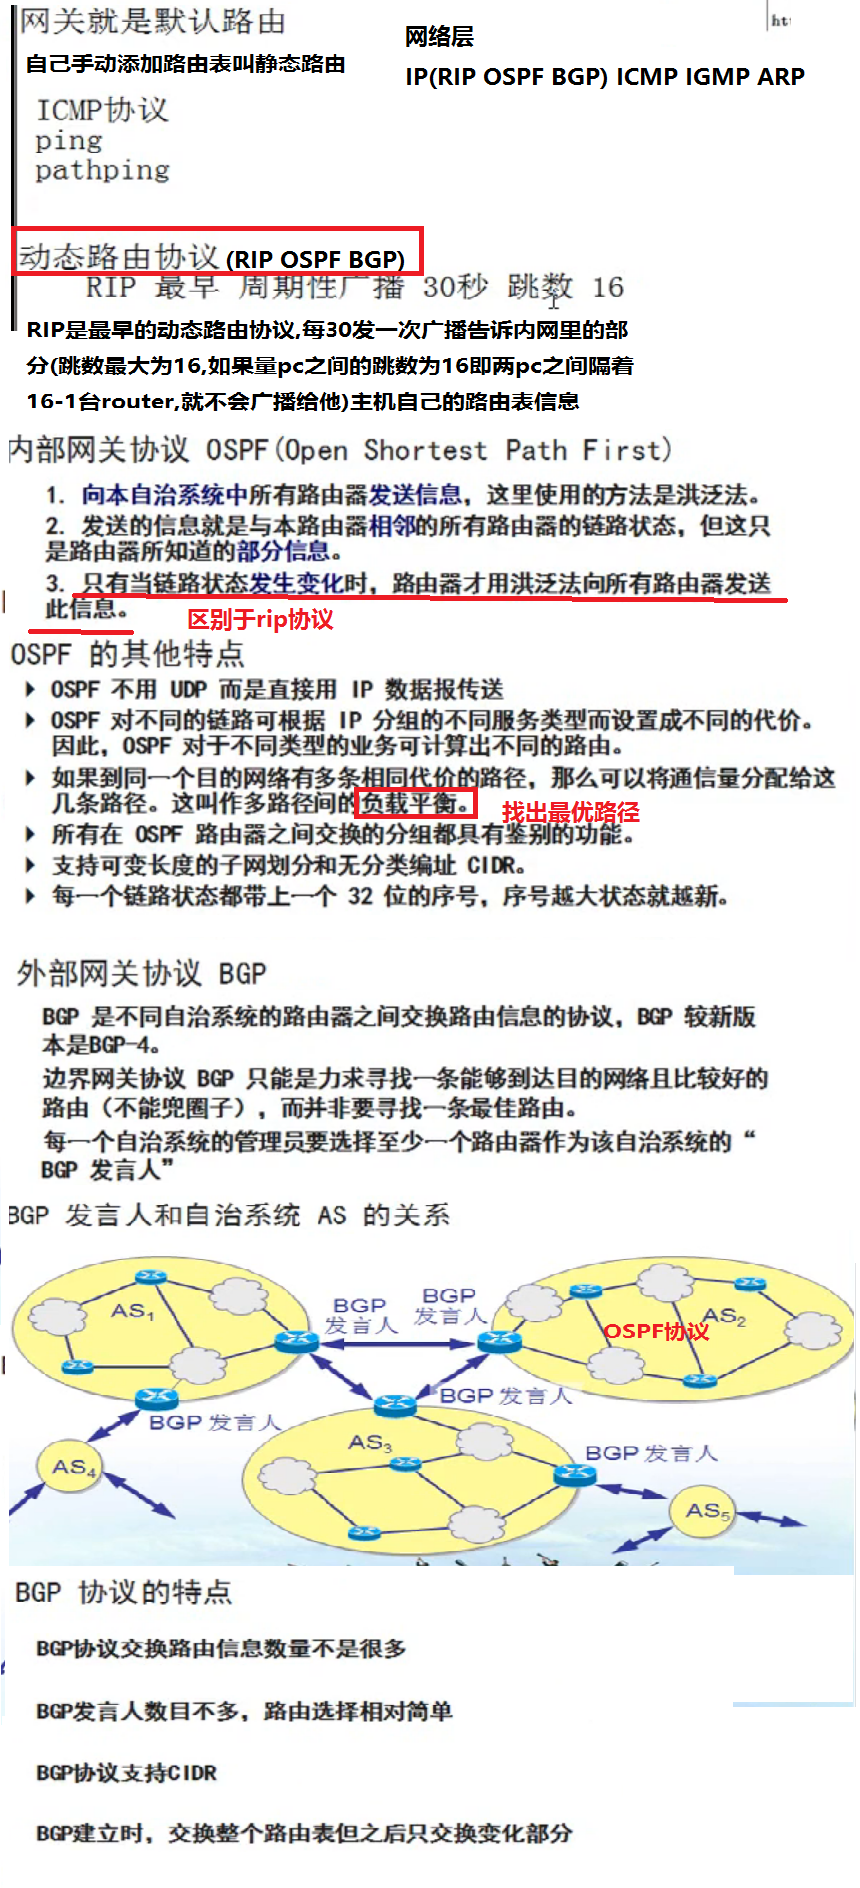 网关就是默认路由
自己手动添加路由表叫静态路由
网络层
IP(RIP OSPF BGP) ICMP IGMP ARP
ICMP协议
ping
pathping
动态路由协议 (RIP OSPF BGP)
RIP 最早 周期性广播 30秒 跳数 16
RIP是最早的动态路由协议,每30发一次广播告诉内网里的部
分(跳数最大为16,如果量pc之间的跳数为16即两pc之间隔着
16-1台router,就不会广播给他)主机自己的路由表信息
内部网关协议 OSPF(Open Shortest Path First)
1. 向本自治系统中所有路由器发送信息，这里使用的方法是洪泛法。
2. 发送的信息就是与本路由器相邻的所有路由器的链路状态，但这只
是路由器所知道的部分信息。
3. 只有当链路状态发生变化时，路由器才用洪泛法向所有路由器发送
此信息。
区别于rip协议
OSPF 的其他特点
OSPF 不用 UDP 而是直接用 IP 数据报传送
OSPF 对不同的链路可根据 IP 分组的不同服务类型而设置成不同的代价。
因此，OSPF 对于不同类型的业务可计算出不同的路由。
如果到同一个目的网络有多条相同代价的路径，那么可以将通信量分配给这
几条路径。这叫作多路径间的负载平衡。
找出最优路径
所有在 OSPF 路由器之间交换的分组都具有鉴别的功能。
支持可变长度的子网划分和无分类编址 CIDR。
每一个链路状态都带上一个 32 位的序号，序号越大状态就越新。
外部网关协议 BGP
BGP 是不同自治系统的路由器之间交换路由信息的协议，BGP 较新版
本是BGP-4。
边界网关协议 BGP 只能是力求寻找一条能够到达目的网络且比较好的
路由（不能兜圈子），而并非要寻找一条最佳路由。
每一个自治系统的管理员要选择至少一个路由器作为该自治系统的“
BGP 发言人”
BGP 发言人和自治系统 AS 的关系
AS1
BGP
发言人
BGP
发言人
AS2
OSPF协议
BGP 发言人
BGP 发言人
AS3
BGP 发言人
AS4
AS5
BGP 协议的特点
BGP协议交换路由信息数量不是很多
BGP发言人数目不多，路由选择相对简单
BGP协议支持CIDR
BGP建立时，交换整个路由表但之后只交换变化部分